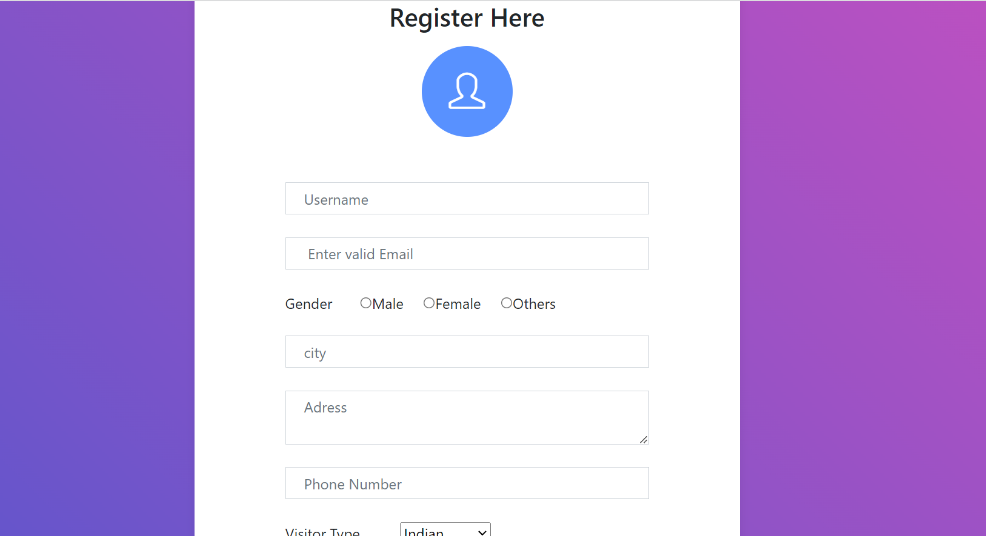 Register Here
Username
Enter valid Email
Gender Male Female Others
city
Adress
Phone Number
Visitor Type Indian